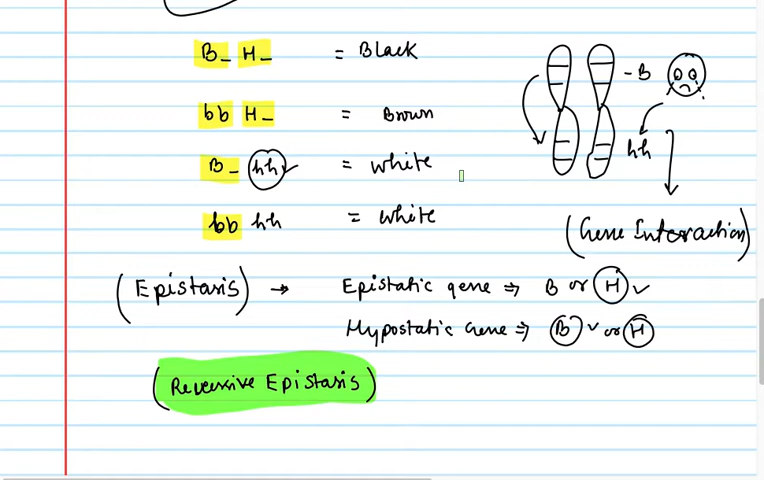 B_ H_ = Black
bb H_ = Brown
B_ hh = white
bb hh = white
-B
hh
(Gene Interaction)
(Epistasis) → Epistatic gene ⇒ B or H ✓
Hypostatic Gene ⇒ B ✓ or H
(Recessive Epistasis)